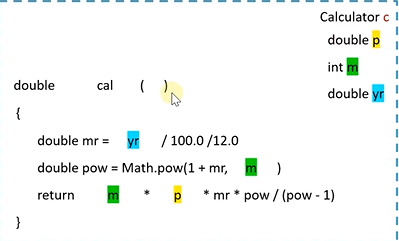 Calculator c
double p
int m
double yr
double cal ( )
{
double mr = yr / 100.0 /12.0
double pow = Math.pow(1 + mr, m )
return m * p * mr * pow / (pow - 1)
}